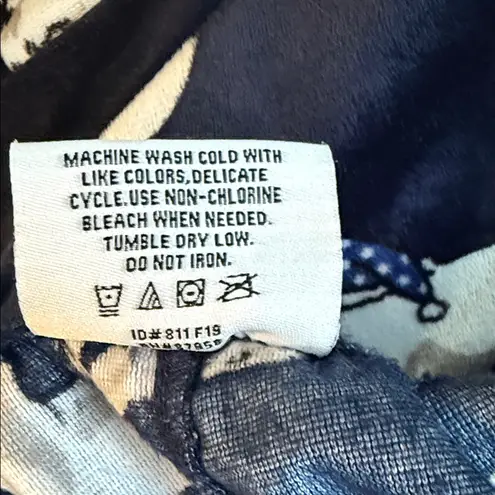 MACHINE WASH COLD WITH
LIKE COLORS,DELICATE
CYCLE.USE NON-CHLORINE
BLEACH WHEN NEEDED.
TUMBLE DRY LOW.
DO NOT IRON.
ID# 811 F19